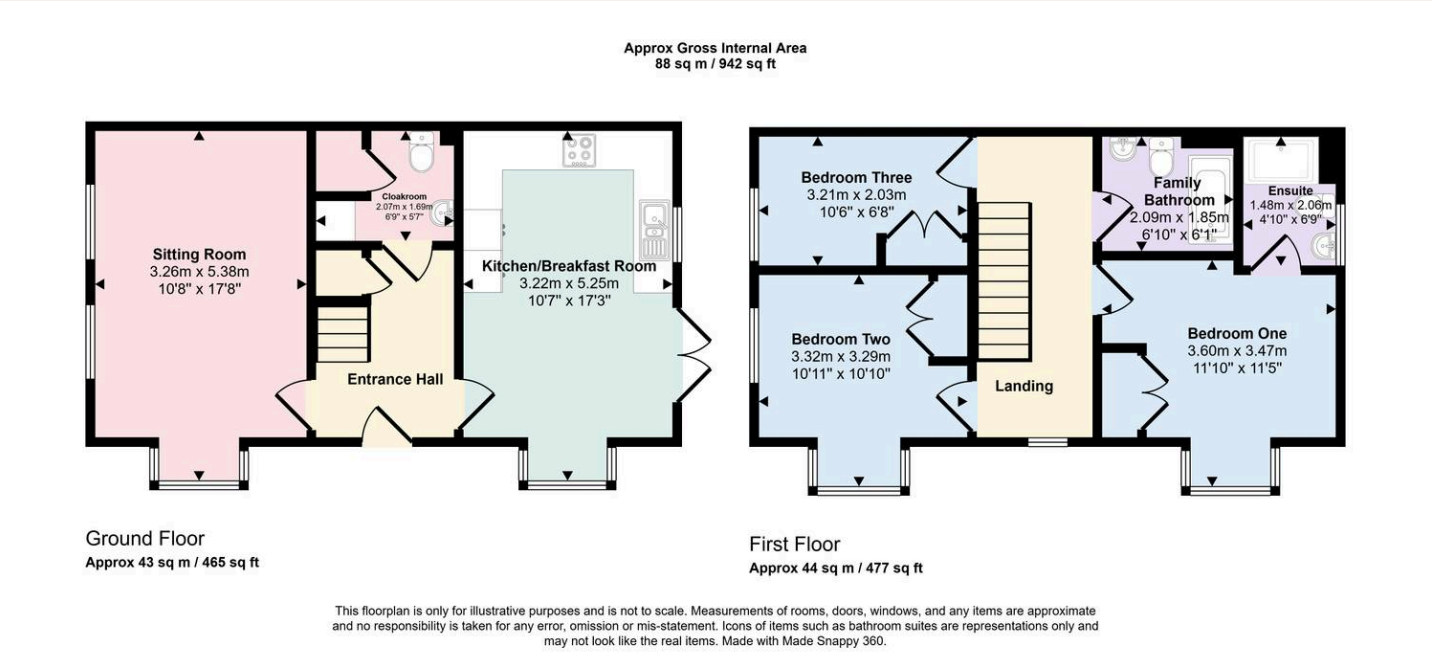 Approx Gross Internal Area
88 sq m / 942 sq ft
Sitting Room
3.26m x 5.38m
10'8" x 17'8"
Cloakroom
2.07m x 1.69m
6'9" x 5'7"
Entrance Hall
Kitchen/Breakfast Room
3.22m x 5.25m
10'7" x 17'3"
Ground Floor
Approx 43 sq m / 465 sq ft
Bedroom Three
3.21m x 2.03m
10'6" x 6'8"
Bedroom Two
3.32m x 3.29m
10'11" x 10'10"
Landing
Family
Bathroom
2.09m x 1.85m
6'10" x 6'1"
Ensuite
1.48m x 2.06m
4'10" x 6'9"
Bedroom One
3.60m x 3.47m
11'10" x 11'5"
First Floor
Approx 44 sq m / 477 sq ft
This floorplan is only for illustrative purposes and is not to scale. Measurements of rooms, doors, windows, and any items are approximate
and no responsibility is taken for any error, omission or mis-statement. Icons of items such as bathroom suites are representations only and
may not look like the real items. Made with Made Snappy 360.